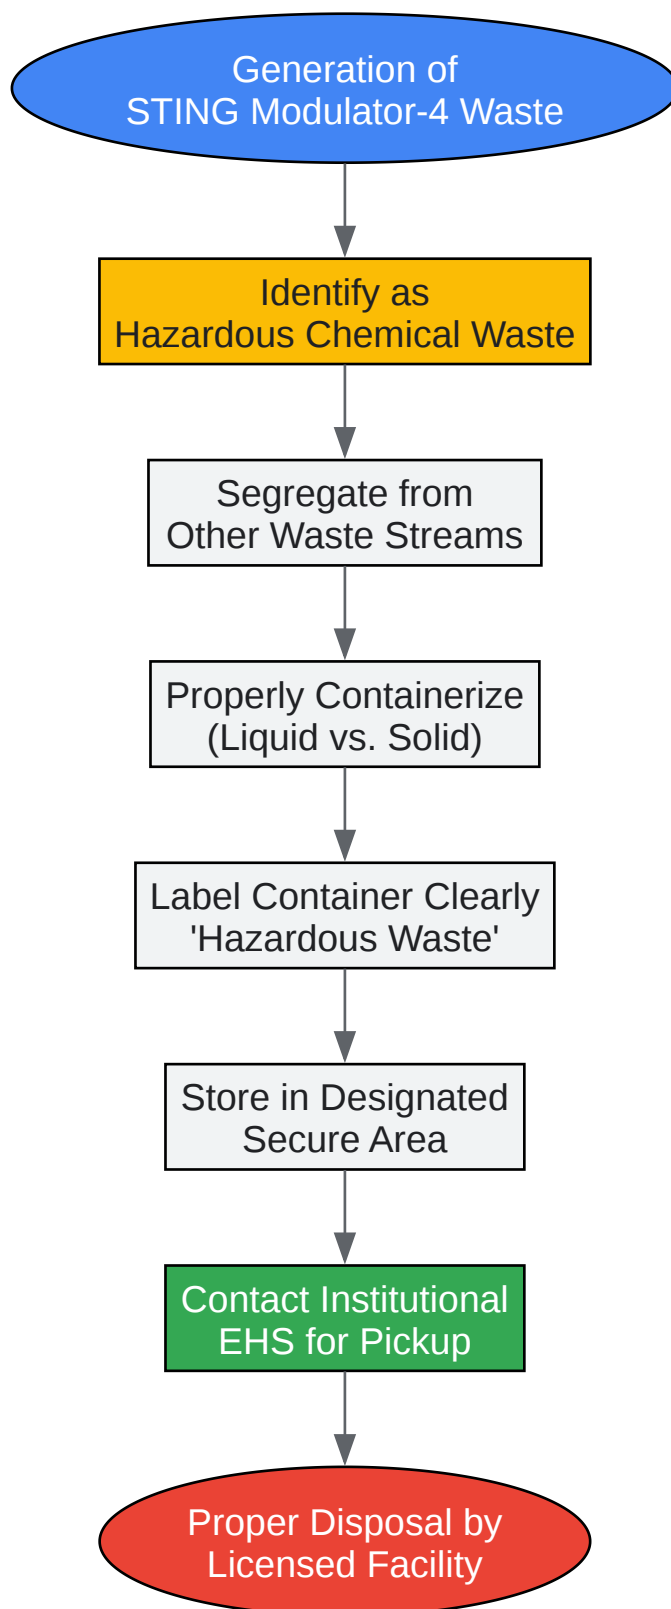 Generation of
STING Modulator-4 Waste
Identify as
Hazardous Chemical Waste
Segregate from
Other Waste Streams
Properly Containerize
(Liquid vs. Solid)
Label Container Clearly
'Hazardous Waste'
Store in Designated
Secure Area
Contact Institutional
EHS for Pickup
Proper Disposal by
Licensed Facility